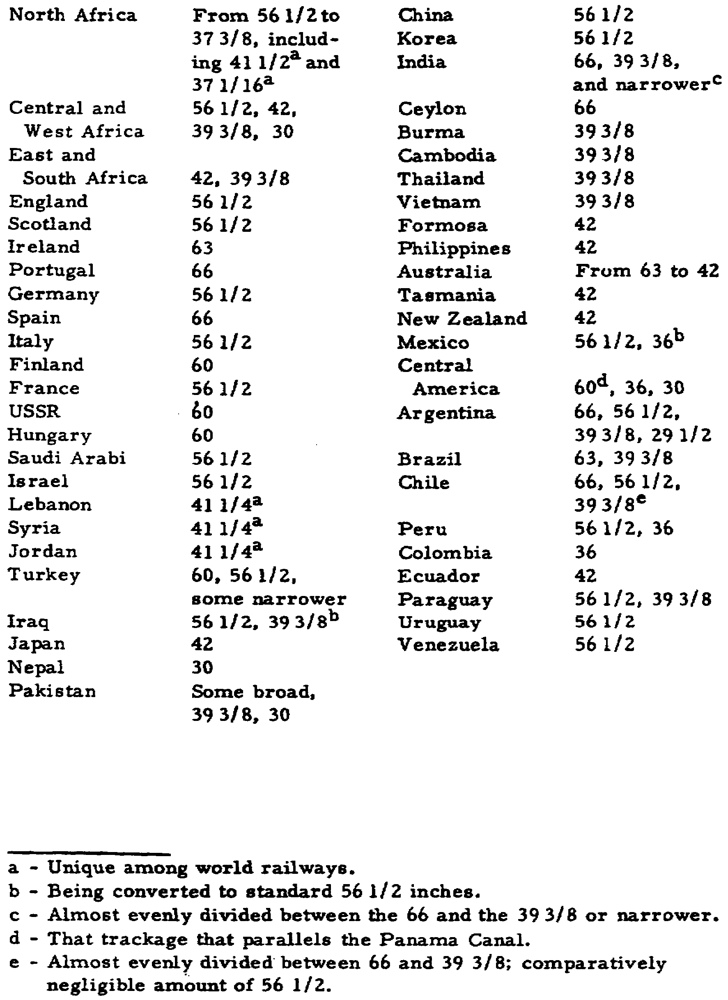 North Africa From 56 1/2 to
37 3/8, includ-
ing 41 1/2a and
37 1/16a
Central and 56 1/2, 42,
West Africa 39 3/8, 30
East and
South Africa 42, 39 3/8
England 56 1/2
Scotland 56 1/2
Ireland 63
Portugal 66
Germany 56 1/2
Spain 66
Italy 56 1/2
Finland 60
France 56 1/2
USSR 60
Hungary 60
Saudi Arabi 56 1/2
Israel 56 1/2
Lebanon 41 1/4a
Syria 41 1/4a
Jordan 41 1/4a
Turkey 60, 56 1/2,
some narrower
Iraq 56 1/2, 39 3/8b
Japan 42
Nepal 30
Pakistan Some broad,
39 3/8, 30
China 56 1/2
Korea 56 1/2
India 66, 39 3/8,
and narrowerc
Ceylon 66
Burma 39 3/8
Cambodia 39 3/8
Thailand 39 3/8
Vietnam 39 3/8
Formosa 42
Philippines 42
Australia From 63 to 42
Tasmania 42
New Zealand 42
Mexico 56 1/2, 36b
Central
America 60d, 36, 30
Argentina 66, 56 1/2,
39 3/8, 29 1/2
Brazil 63, 39 3/8
Chile 66, 56 1/2,
39 3/8e
Peru 56 1/2, 36
Colombia 36
Ecuador 42
Paraguay 56 1/2, 39 3/8
Uruguay 56 1/2
Venezuela 56 1/2
a - Unique among world railways.
b - Being converted to standard 56 1/2 inches.
c - Almost evenly divided between the 66 and the 39 3/8 or narrower.
d - That trackage that parallels the Panama Canal.
e - Almost evenly divided between 66 and 39 3/8; comparatively
negligible amount of 56 1/2.